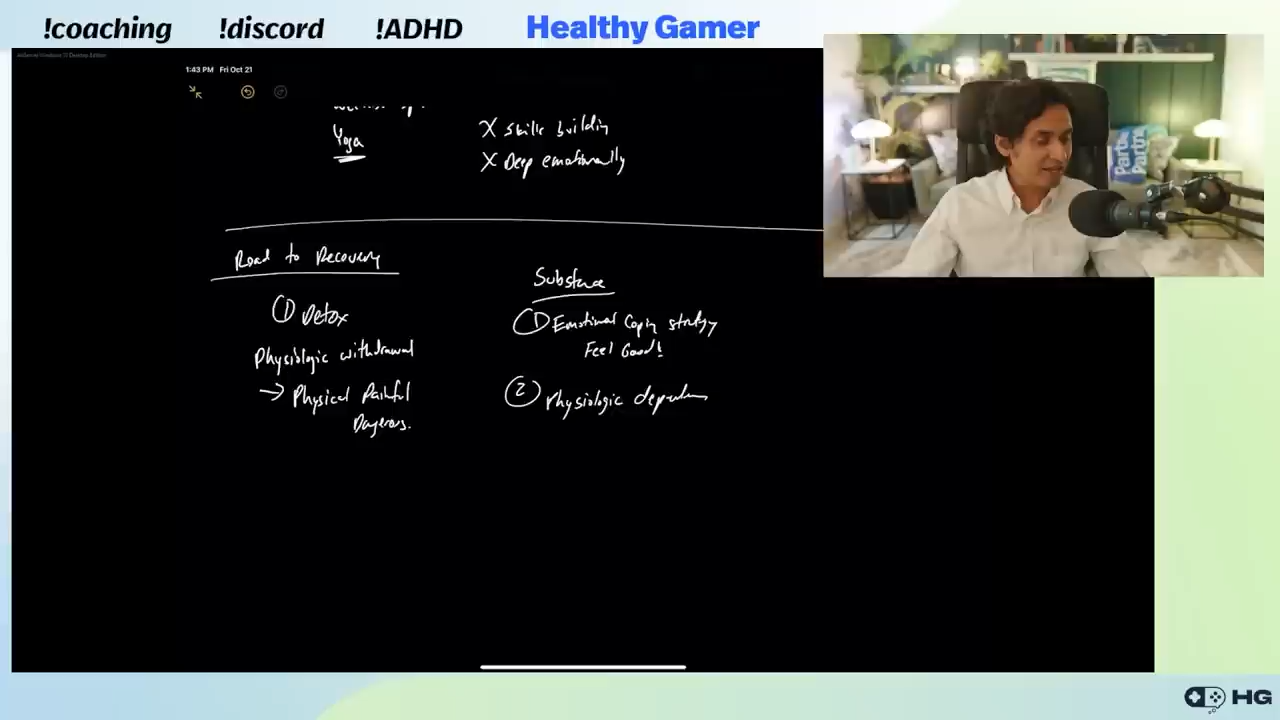 !coaching
!discord
!ADHD
Healthy Gamer
1:43 PM Fri Oct 21
Yoga
X Skills building
X Deep emotionally
Road to Recovery
① Detox
Physiologic withdrawal
→ Physical Painful
Dangerous.
Substance
① Emotional Coping strategy
Feel Good!
② Physiologic
HG